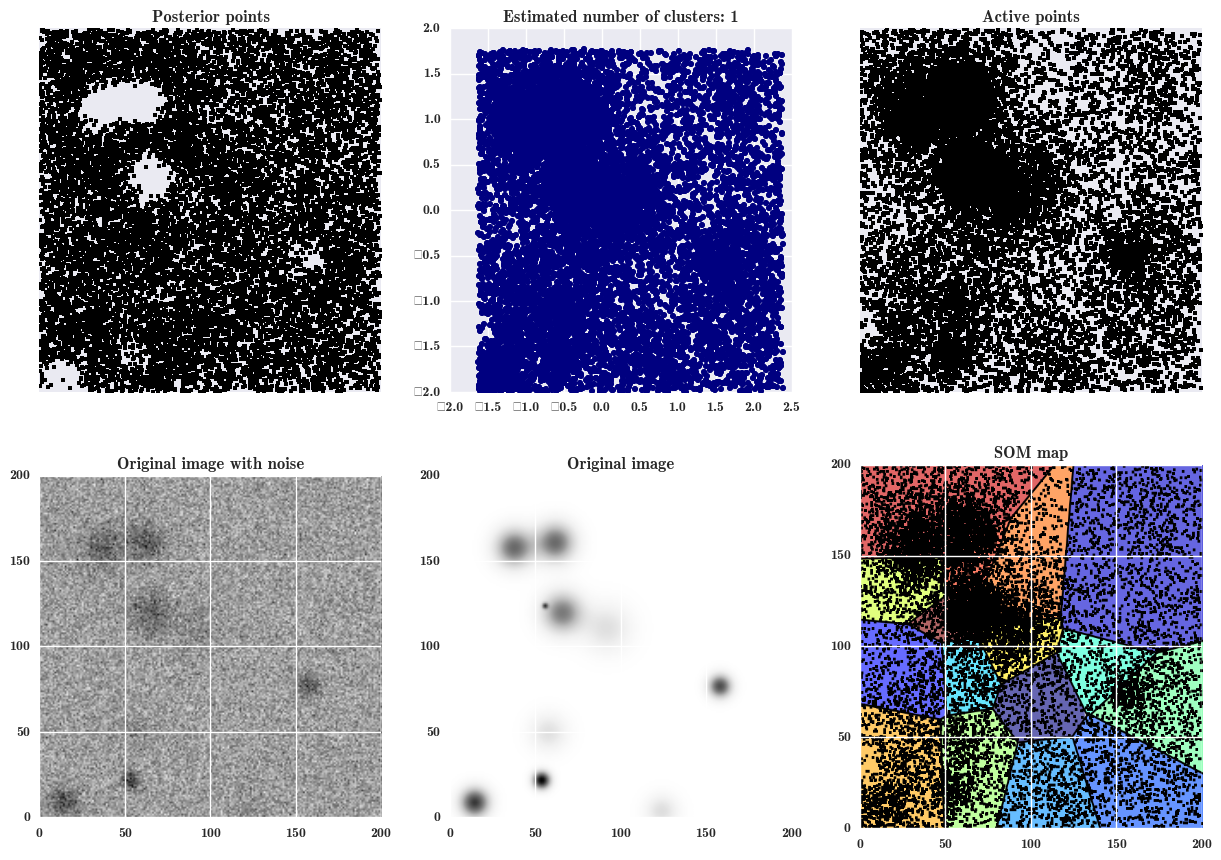 Posterior points
Estimated number of clusters: 1
Active points
2.0
1.5
1.0
0.5
0.0
□0.5
□1.0
□1.5
□2.0
□2.0 □1.5 □1.0 □0.5 0.0 0.5 1.0 1.5 2.0 2.5
Original image with noise
200
150
100
50
0
0 50 100 150 200
Original image
200
150
100
50
0
0 50 100 150 200
SOM map
200
150
100
50
0
0 50 100 150 200